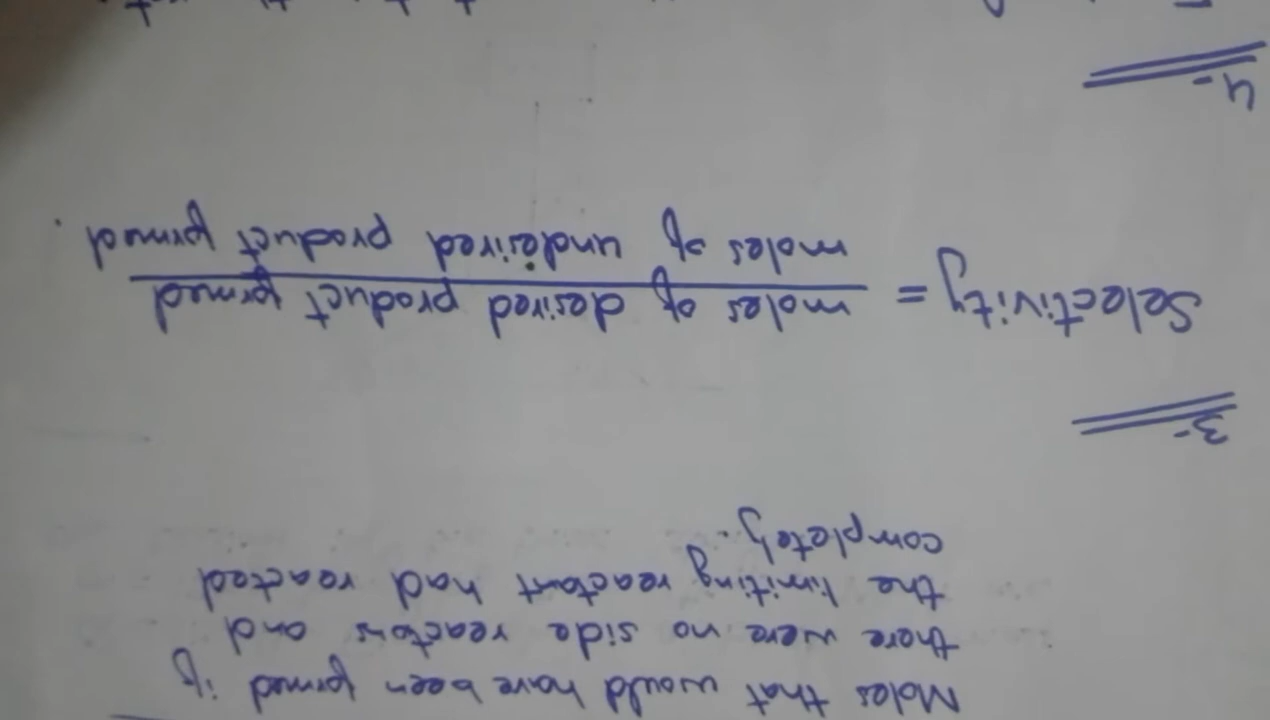 Moles that would have been formed if
there were no side reactors and
the limiting reactant had reacted
completely.
3-
Selectivity = moles of desired product formed
moles of undesired product formed.
4-